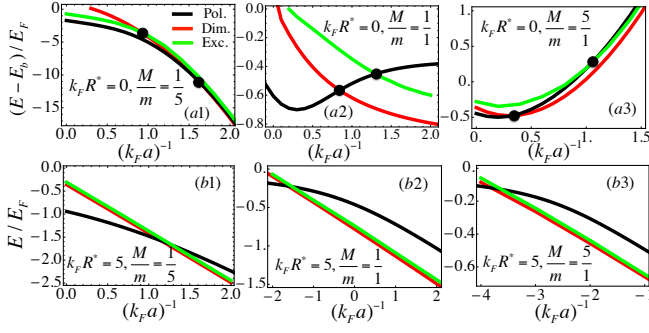 (E − E_b) / E_F
0
−5
−10
−15
Pol.
Dim.
Exc.
k_F R* = 0, M/m = 1/5
(a1)
0.0 0.5 1.0 1.5 2.0
(k_F a)⁻¹
0.0
−0.2
−0.4
−0.6
−0.8
k_F R* = 0, M/m = 1/1
(a2)
0.0 0.5 1.0 1.5 2.0
(k_F a)⁻¹
1.0
0.5
0.0
−0.5
k_F R* = 0, M/m = 5/1
(a3)
0. 0.5 1.0 1.5
(k_F a)⁻¹
E / E_F
0.0
−0.5
−1.0
−1.5
−2.0
−2.5
(b1)
k_F R* = 5, M/m = 1/5
0.0 0.5 1.0 1.5 2.0
(k_F a)⁻¹
0.
−0.5
−1.
−1.5
(b2)
k_F R* = 5, M/m = 1/1
−2 −1 0 1 2
(k_F a)⁻¹
0.0
−0.2
−0.4
−0.6
(b3)
k_F R* = 5, M/m = 5/1
−4 −3 −2 −1
(k_F a)⁻¹